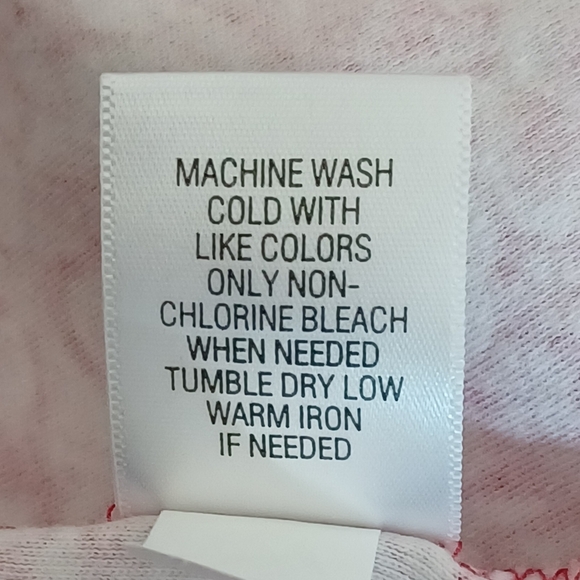 MACHINE WASH
COLD WITH
LIKE COLORS
ONLY NON-
CHLORINE BLEACH
WHEN NEEDED
TUMBLE DRY LOW
WARM IRON
IF NEEDED